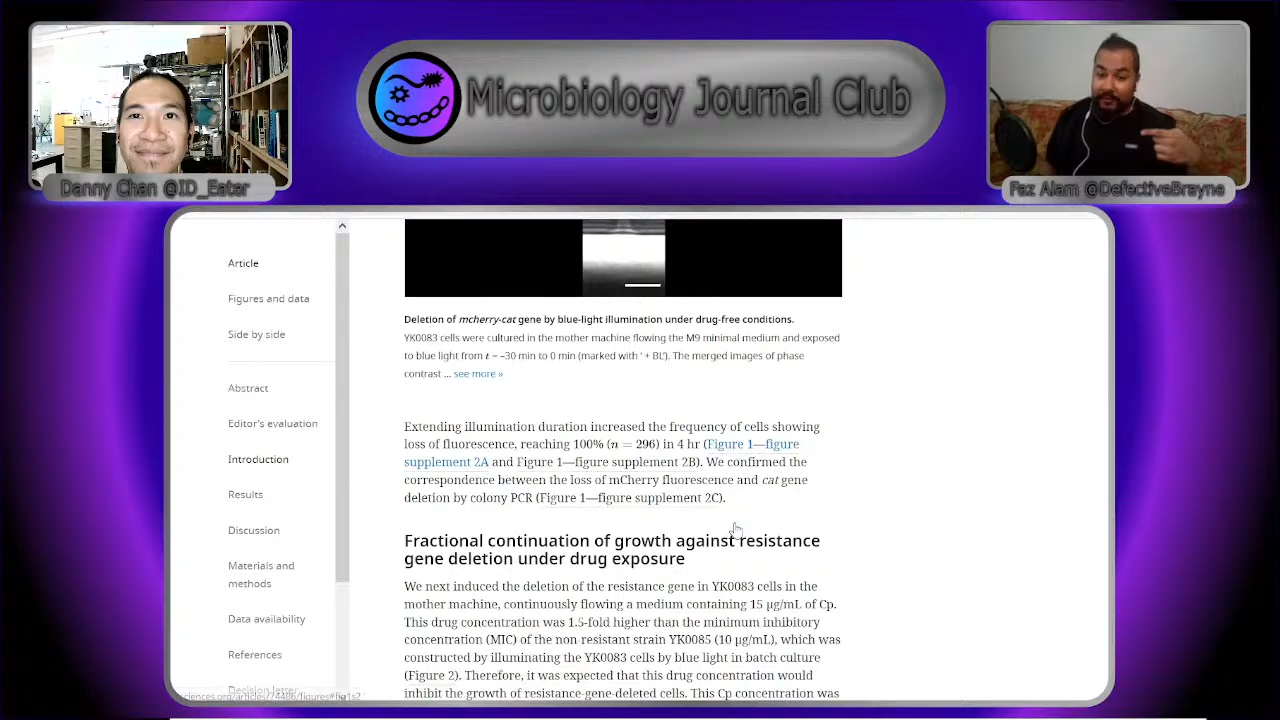 Microbiology Journal Club
Danny Chan @ID_Eater
Faz Alam @DefectiveBrayne
Article
Figures and data
Side by side
Abstract
Editor's evaluation
Introduction
Results
Discussion
Materials and
methods
Data availability
References
Decision letter
sciences.org/articles/74486/figures#fig1s2
Deletion of mcherry-cat gene by blue-light illumination under drug-free conditions.
YK0083 cells were cultured in the mother machine flowing the M9 minimal medium and exposed
to blue light from t = –30 min to 0 min (marked with ' + BL'). The merged images of phase
contrast ... see more »
Extending illumination duration increased the frequency of cells showing
loss of fluorescence, reaching 100% (n = 296) in 4 hr (Figure 1—figure
supplement 2A and Figure 1—figure supplement 2B). We confirmed the
correspondence between the loss of mCherry fluorescence and cat gene
deletion by colony PCR (Figure 1—figure supplement 2C).
Fractional continuation of growth against resistance
gene deletion under drug exposure
We next induced the deletion of the resistance gene in YK0083 cells in the
mother machine, continuously flowing a medium containing 15 μg/mL of Cp.
This drug concentration was 1.5-fold higher than the minimum inhibitory
concentration (MIC) of the non-resistant strain YK0085 (10 μg/mL), which was
constructed by illuminating the YK0083 cells by blue light in batch culture
(Figure 2). Therefore, it was expected that this drug concentration would
inhibit the growth of resistance-gene-deleted cells. This Cp concentration was